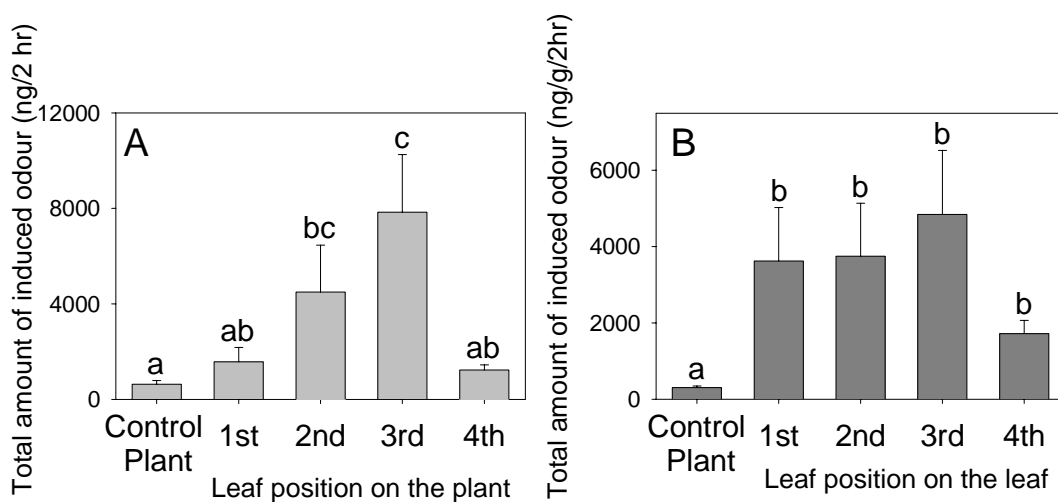 Total amount of induced odour (ng/2 hr)
12000
8000
4000
0
A
a
ab
bc
c
ab
Control
Plant
1st
2nd
3rd
4th
Leaf position on the plant
Total amount of induced odour (ng/g/2hr)
6000
4000
2000
0
B
a
b
b
b
b
Control
Plant
1st
2nd
3rd
4th
Leaf position on the leaf